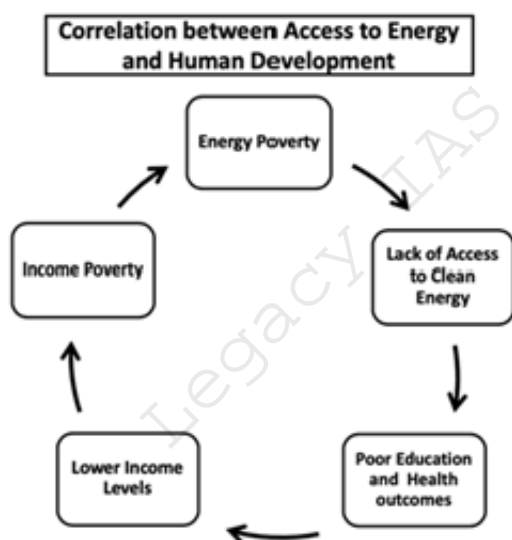 Correlation between Access to Energy
and Human Development
Energy Poverty
Lack of Access
to Clean
Energy
Poor Education
and Health
outcomes
Lower Income
Levels
Income Poverty
Legacy IAS